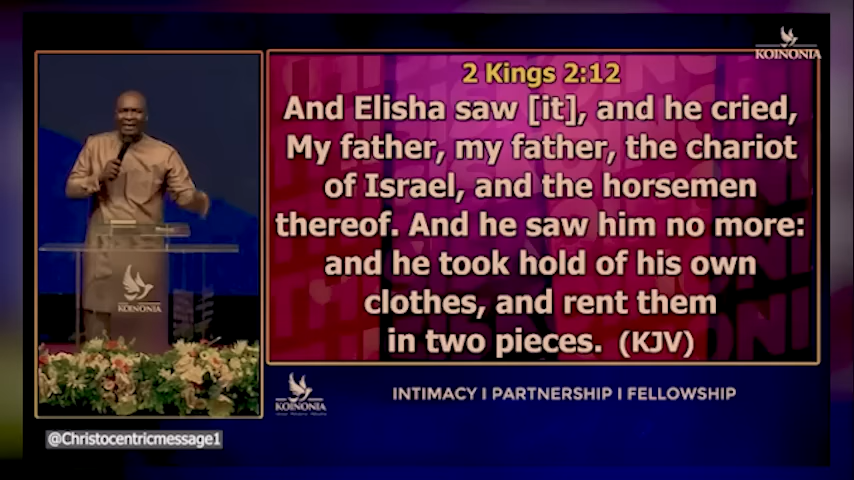 KOINONIA
2 Kings 2:12
And Elisha saw [it], and he cried,
My father, my father, the chariot
of Israel, and the horsemen
thereof. And he saw him no more:
and he took hold of his own
clothes, and rent them
in two pieces. (KJV)
KOINONIA
KOINONIA
INTIMACY I PARTNERSHIP I FELLOWSHIP
@Christocentricmessage1